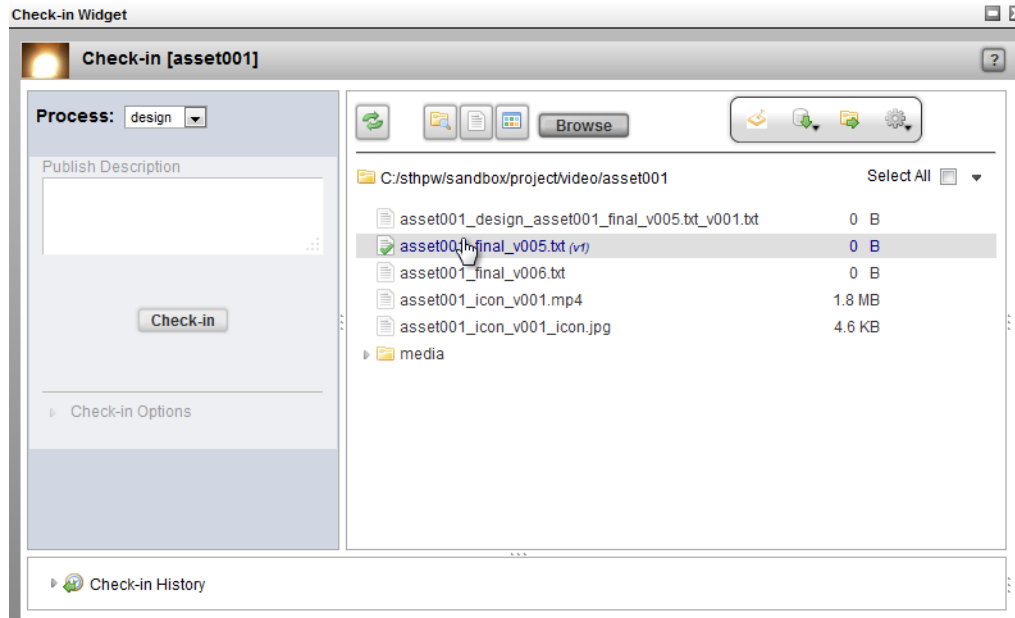 Check-in Widget
Check-in [asset001]
?
Process: design
Publish Description
Check-in
Check-in Options
Browse
C:/sthpw/sandbox/project/video/asset001
Select All
asset001_design_asset001_final_v005.txt_v001.txt 0 B
asset001_final_v005.txt (v1) 0 B
asset001_final_v006.txt 0 B
asset001_icon_v001.mp4 1.8 MB
asset001_icon_v001_icon.jpg 4.6 KB
media
Check-in History